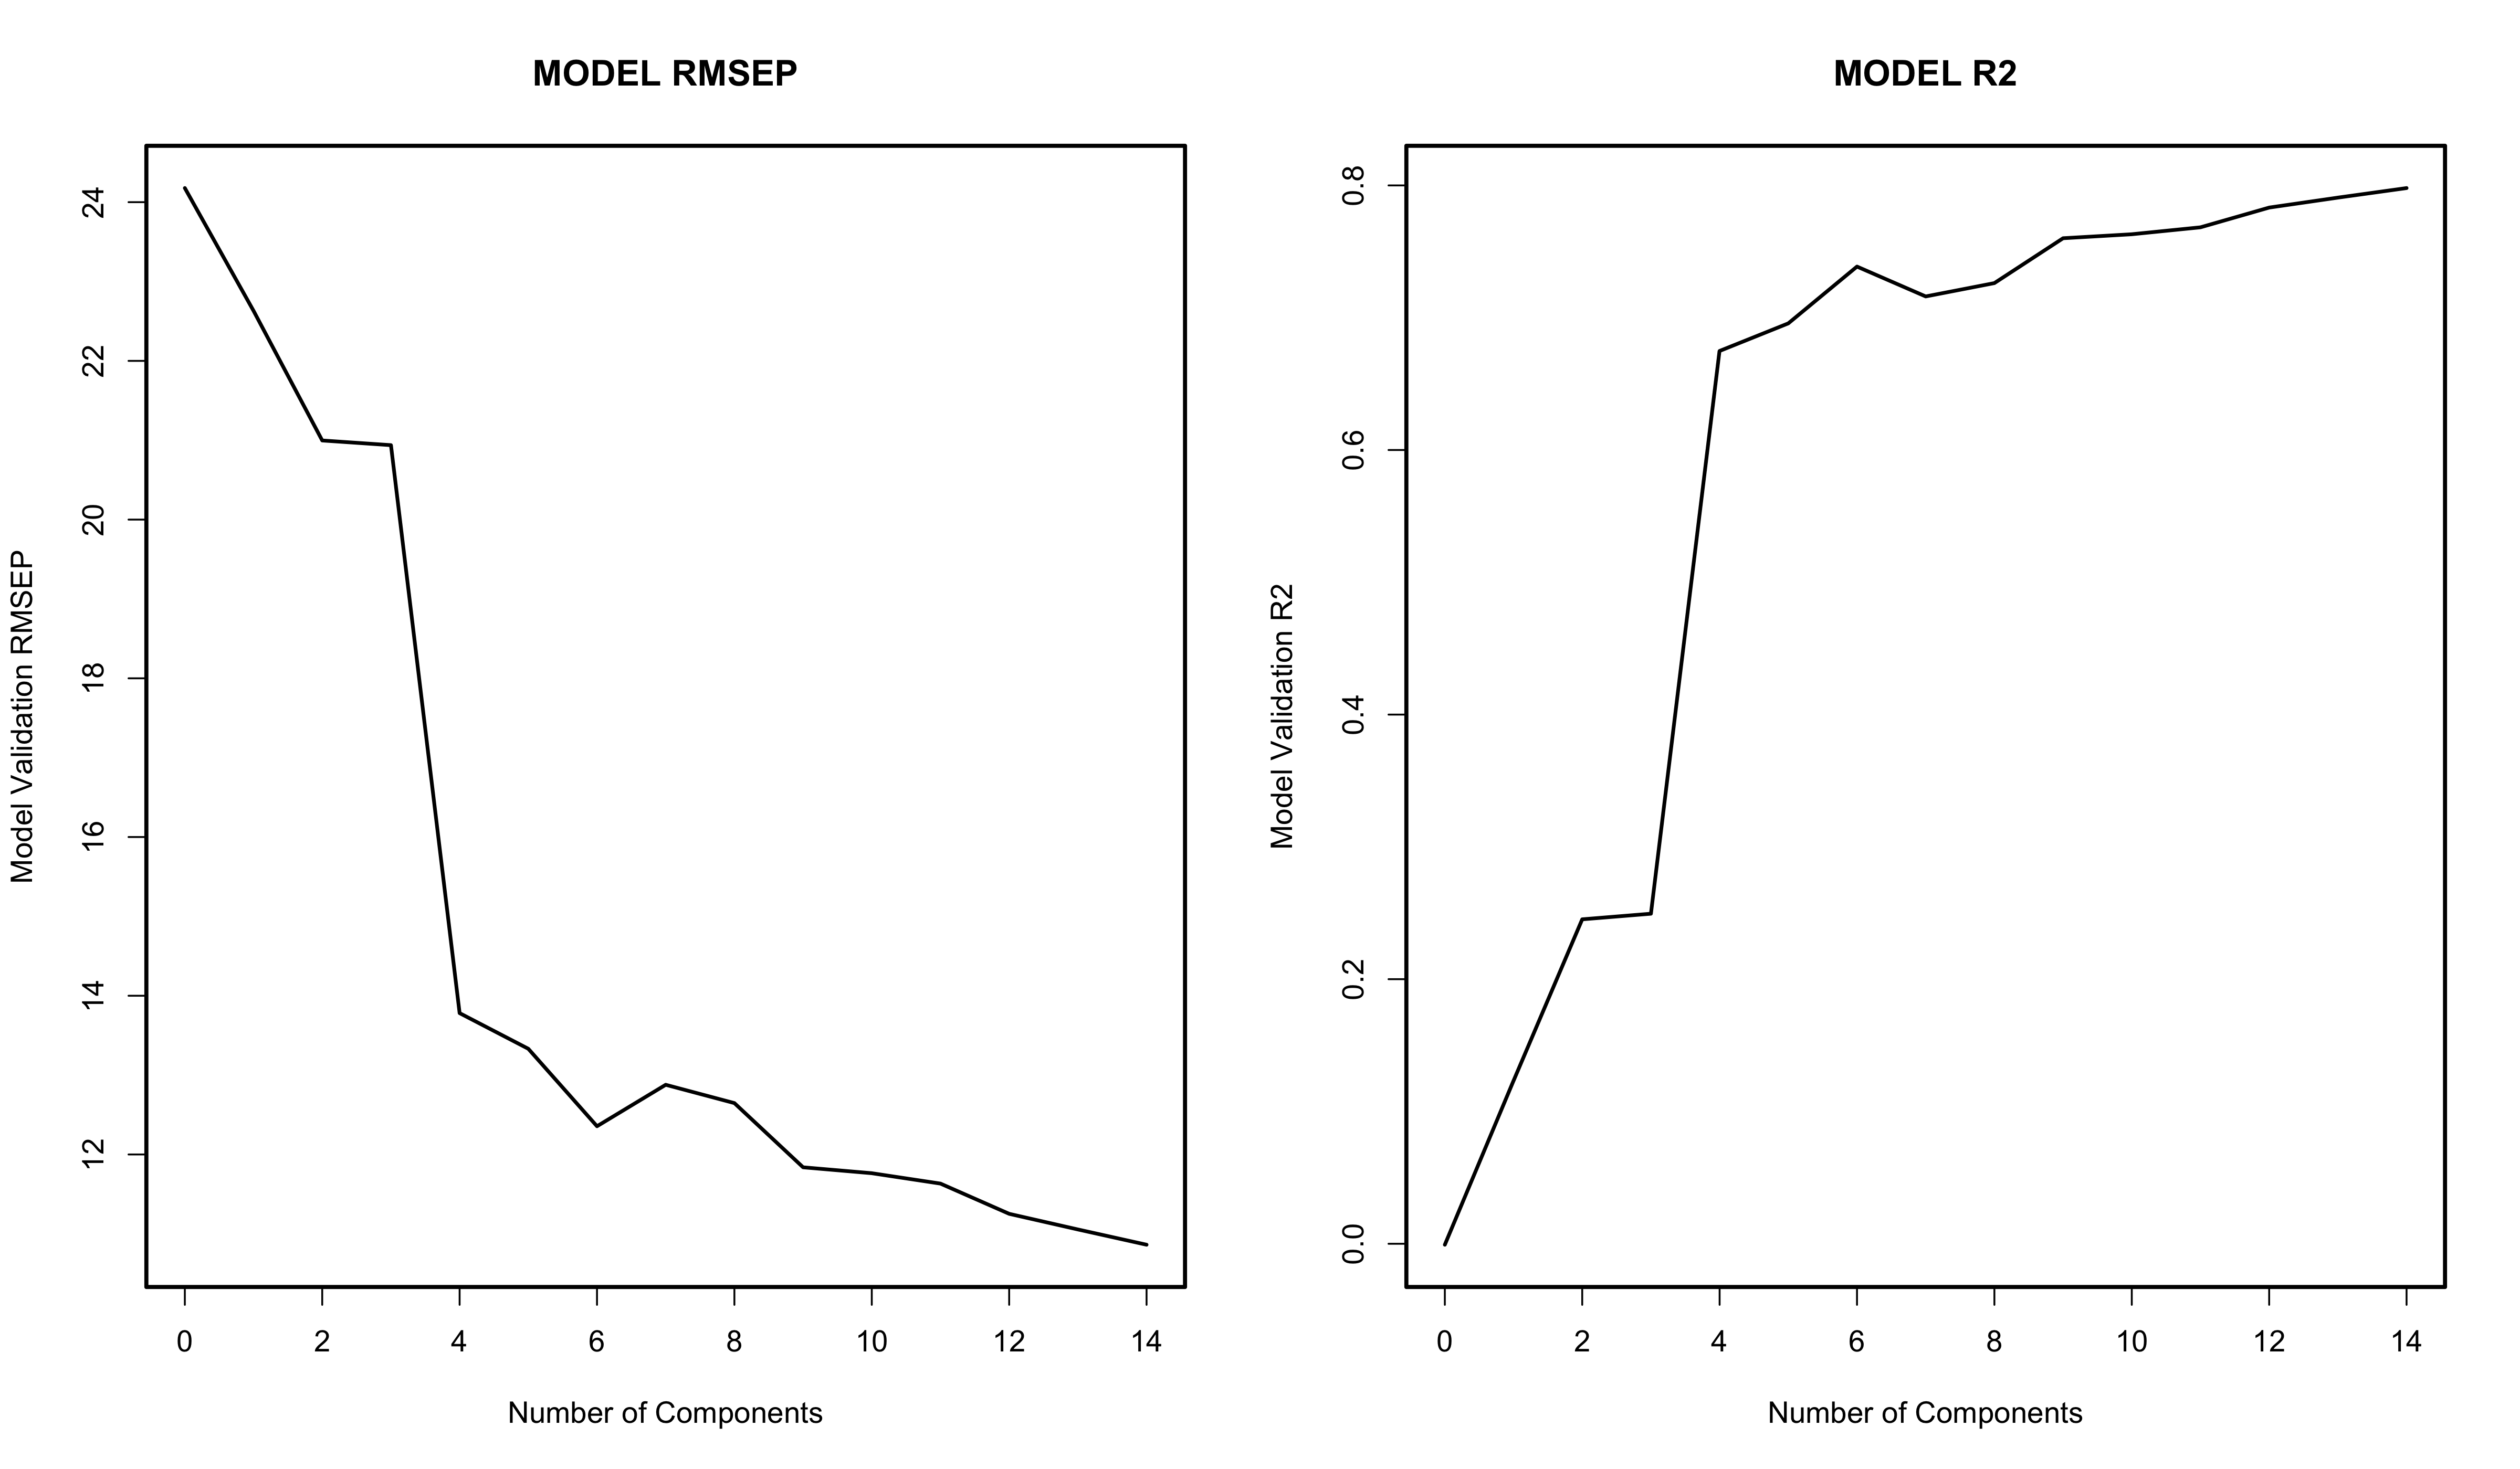 MODEL RMSEP
Model Validation RMSEP
24
22
20
18
16
14
12
0 2 4 6 8 10 12 14
Number of Components
MODEL R2
Model Validation R2
0.8
0.6
0.4
0.2
0.0
0 2 4 6 8 10 12 14
Number of Components